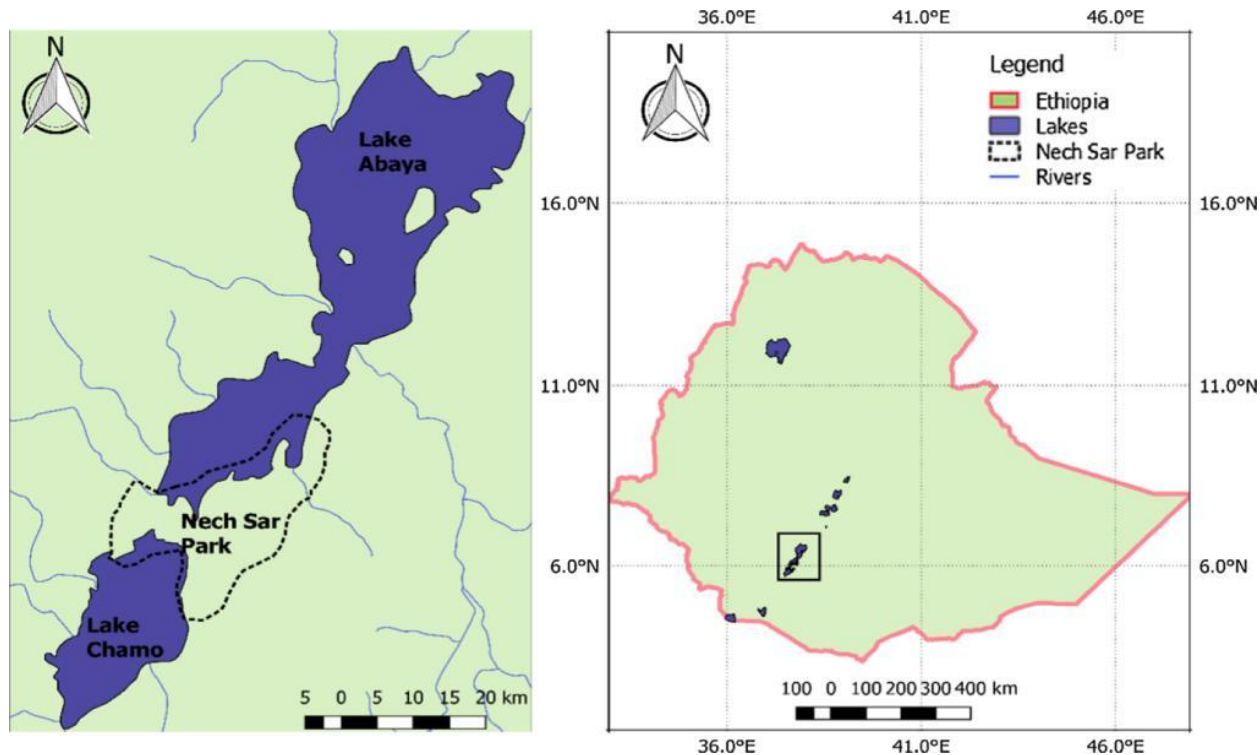 N
Lake
Abaya
Nech Sar
Park
Lake
Chamo
5 0 5 10 15 20 km
36.0°E 41.0°E 46.0°E
N
Legend
Ethiopia
Lakes
Nech Sar Park
Rivers
16.0°N 16.0°N
11.0°N 11.0°N
6.0°N 6.0°N
100 0 100 200 300 400 km
36.0°E 41.0°E 46.0°E